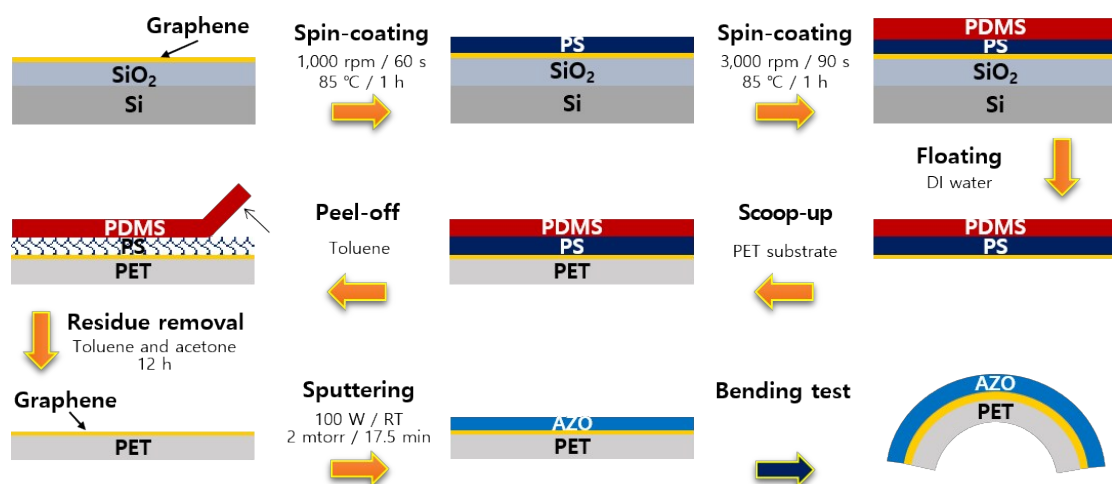 Graphene
SiO₂
Si
Spin-coating
1,000 rpm / 60 s
85 ℃ / 1 h
PS
SiO₂
Si
Spin-coating
3,000 rpm / 90 s
85 ℃ / 1 h
PDMS
PS
SiO₂
Si
Floating
DI water
PDMS
PS
Scoop-up
PET substrate
PDMS
PS
PET
Peel-off
Toluene
PDMS
PS
PET
Residue removal
Toluene and acetone
12 h
Graphene
PET
Sputtering
100 W / RT
2 mtorr / 17.5 min
AZO
PET
Bending test
AZO
PET